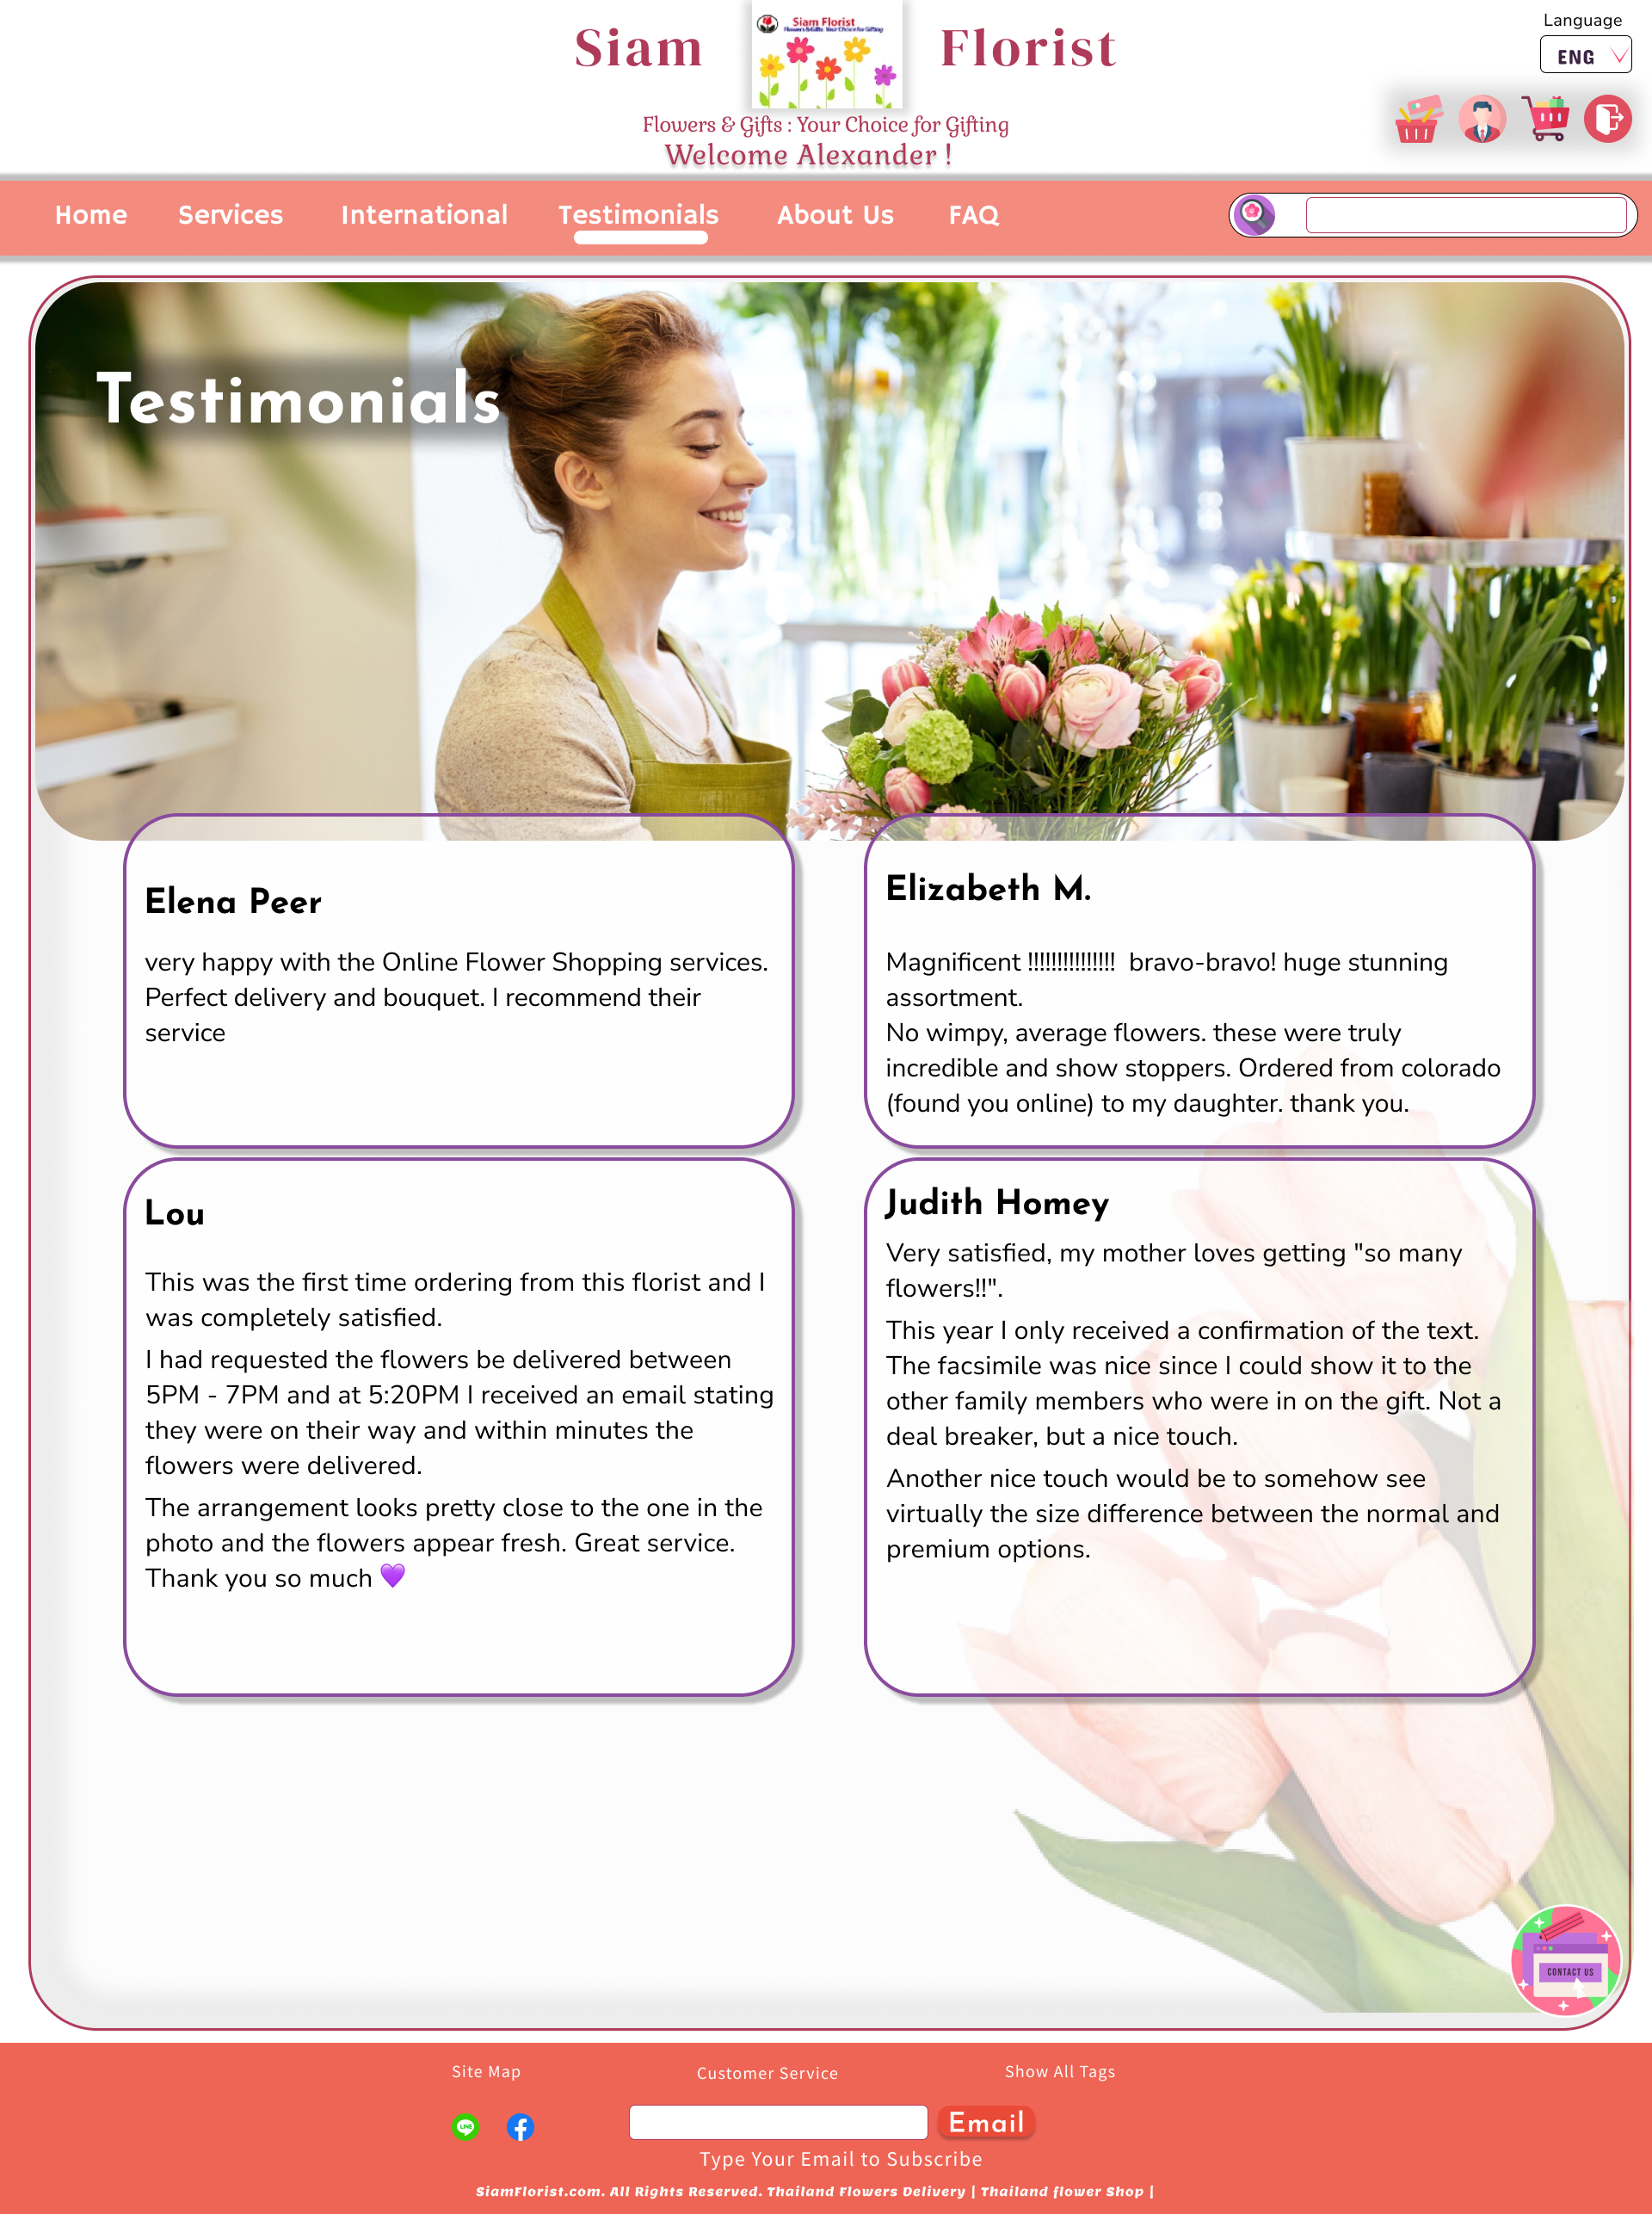 Siam
Siam Florist
Flowers & Gifts Your Choice for Gifting
Florist
Language
ENG
Flowers & Gifts : Your Choice for Gifting
Welcome Alexander !
Home Services International Testimonials About Us FAQ
Testimonials
Elena Peer
very happy with the Online Flower Shopping services.
Perfect delivery and bouquet. I recommend their
service
Elizabeth M.
Magnificent !!!!!!!!!!!!!!! bravo-bravo! huge stunning
assortment.
No wimpy, average flowers. these were truly
incredible and show stoppers. Ordered from colorado
(found you online) to my daughter. thank you.
Lou
This was the first time ordering from this florist and I
was completely satisfied.
I had requested the flowers be delivered between
5PM - 7PM and at 5:20PM I received an email stating
they were on their way and within minutes the
flowers were delivered.
The arrangement looks pretty close to the one in the
photo and the flowers appear fresh. Great service.
Thank you so much 💜
Judith Homey
Very satisfied, my mother loves getting "so many
flowers!!".
This year I only received a confirmation of the text.
The facsimile was nice since I could show it to the
other family members who were in on the gift. Not a
deal breaker, but a nice touch.
Another nice touch would be to somehow see
virtually the size difference between the normal and
premium options.
CONTACT US
Site Map Customer Service Show All Tags
LINE
Email
Type Your Email to Subscribe
SiamFlorist.com. All Rights Reserved. Thailand Flowers Delivery | Thailand flower Shop |